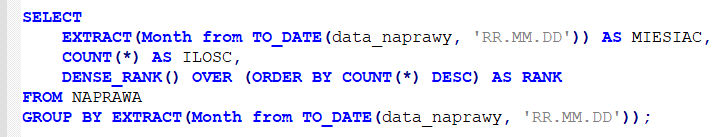 SELECT
EXTRACT(Month from TO_DATE(data_naprawy, 'RR.MM.DD')) AS MIESIAC,
COUNT(*) AS ILOSC,
DENSE_RANK() OVER (ORDER BY COUNT(*) DESC) AS RANK
FROM NAPRAWA
GROUP BY EXTRACT(Month from TO_DATE(data_naprawy, 'RR.MM.DD'));